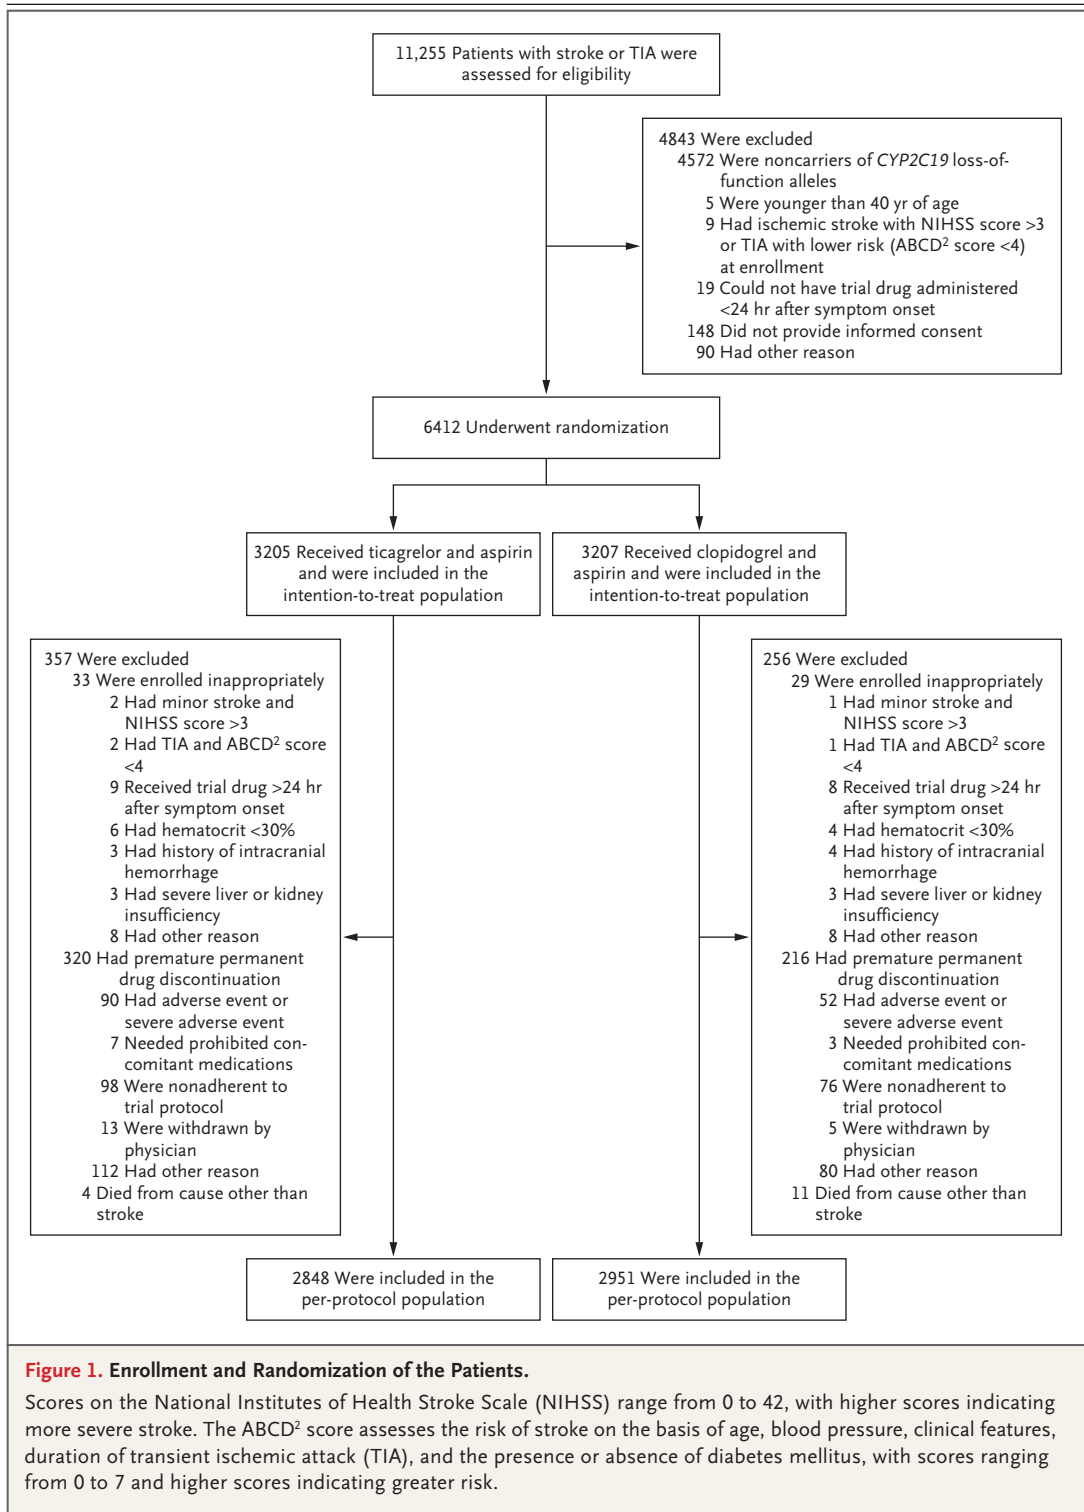 11,255 Patients with stroke or TIA were
assessed for eligibility
4843 Were excluded
4572 Were noncarriers of CYP2C19 loss-of-
function alleles
5 Were younger than 40 yr of age
9 Had ischemic stroke with NIHSS score >3
or TIA with lower risk (ABCD² score <4)
at enrollment
19 Could not have trial drug administered
<24 hr after symptom onset
148 Did not provide informed consent
90 Had other reason
6412 Underwent randomization
3205 Received ticagrelor and aspirin
and were included in the
intention-to-treat population
3207 Received clopidogrel and
aspirin and were included in the
intention-to-treat population
357 Were excluded
33 Were enrolled inappropriately
2 Had minor stroke and
NIHSS score >3
2 Had TIA and ABCD² score
<4
9 Received trial drug >24 hr
after symptom onset
6 Had hematocrit <30%
3 Had history of intracranial
hemorrhage
3 Had severe liver or kidney
insufficiency
8 Had other reason
320 Had premature permanent
drug discontinuation
90 Had adverse event or
severe adverse event
7 Needed prohibited con-
comitant medications
98 Were nonadherent to
trial protocol
13 Were withdrawn by
physician
112 Had other reason
4 Died from cause other than
stroke
256 Were excluded
29 Were enrolled inappropriately
1 Had minor stroke and
NIHSS score >3
1 Had TIA and ABCD² score
<4
8 Received trial drug >24 hr
after symptom onset
4 Had hematocrit <30%
4 Had history of intracranial
hemorrhage
3 Had severe liver or kidney
insufficiency
8 Had other reason
216 Had premature permanent
drug discontinuation
52 Had adverse event or
severe adverse event
3 Needed prohibited con-
comitant medications
76 Were nonadherent to
trial protocol
5 Were withdrawn by
physician
80 Had other reason
11 Died from cause other than
stroke
2848 Were included in the
per-protocol population
2951 Were included in the
per-protocol population
Figure 1. Enrollment and Randomization of the Patients.
Scores on the National Institutes of Health Stroke Scale (NIHSS) range from 0 to 42, with higher scores indicating
more severe stroke. The ABCD² score assesses the risk of stroke on the basis of age, blood pressure, clinical features,
duration of transient ischemic attack (TIA), and the presence or absence of diabetes mellitus, with scores ranging
from 0 to 7 and higher scores indicating greater risk.